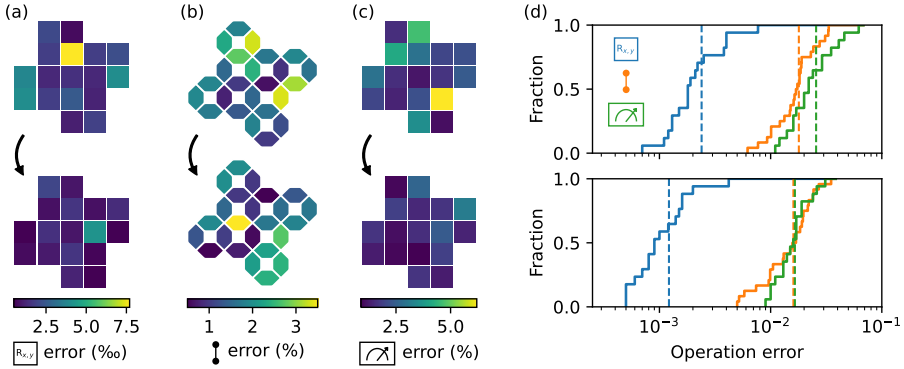 (a)
(b)
(c)
(d)
2.5 5.0 7.5
R x,y error (‰)
1 2 3
error (%)
2.5 5.0
error (%)
Fraction
1.0
0.5
0.0
R x,y
Fraction
1.0
0.5
0.0
10⁻³ 10⁻² 10⁻¹
Operation error